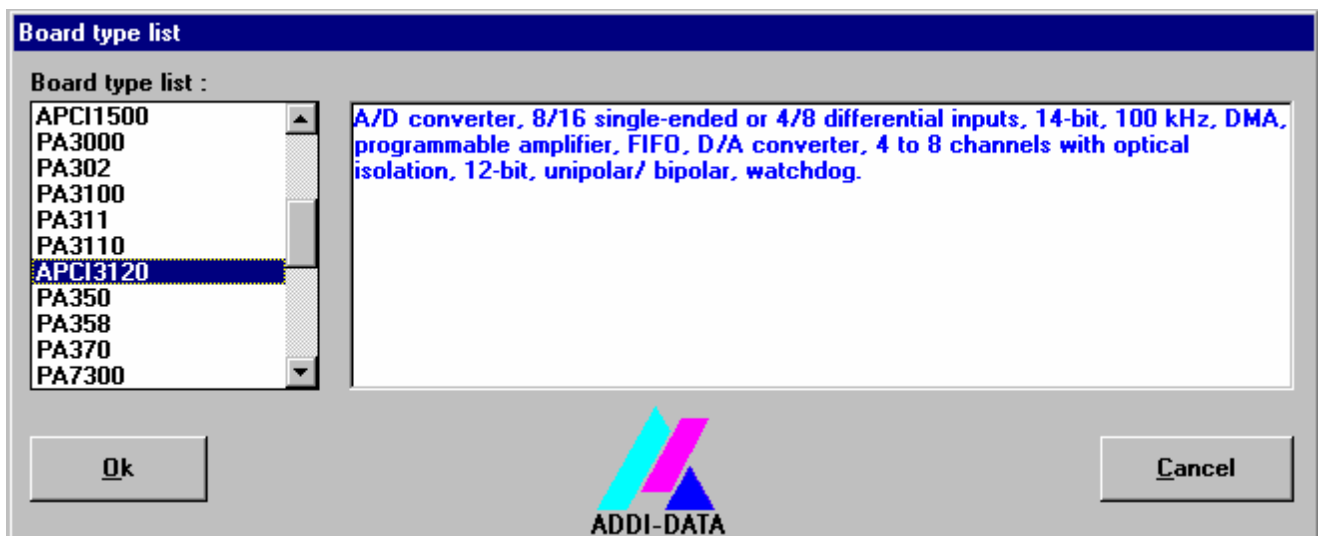 Board type list
Board type list :
APCI1500
PA3000
PA302
PA3100
PA311
PA3110
APCI3120
PA350
PA358
PA370
PA7300
A/D converter, 8/16 single-ended or 4/8 differential inputs, 14-bit, 100 kHz, DMA,
programmable amplifier, FIFO, D/A converter, 4 to 8 channels with optical
isolation, 12-bit, unipolar/ bipolar, watchdog.
Ok
Cancel
ADDI-DATA